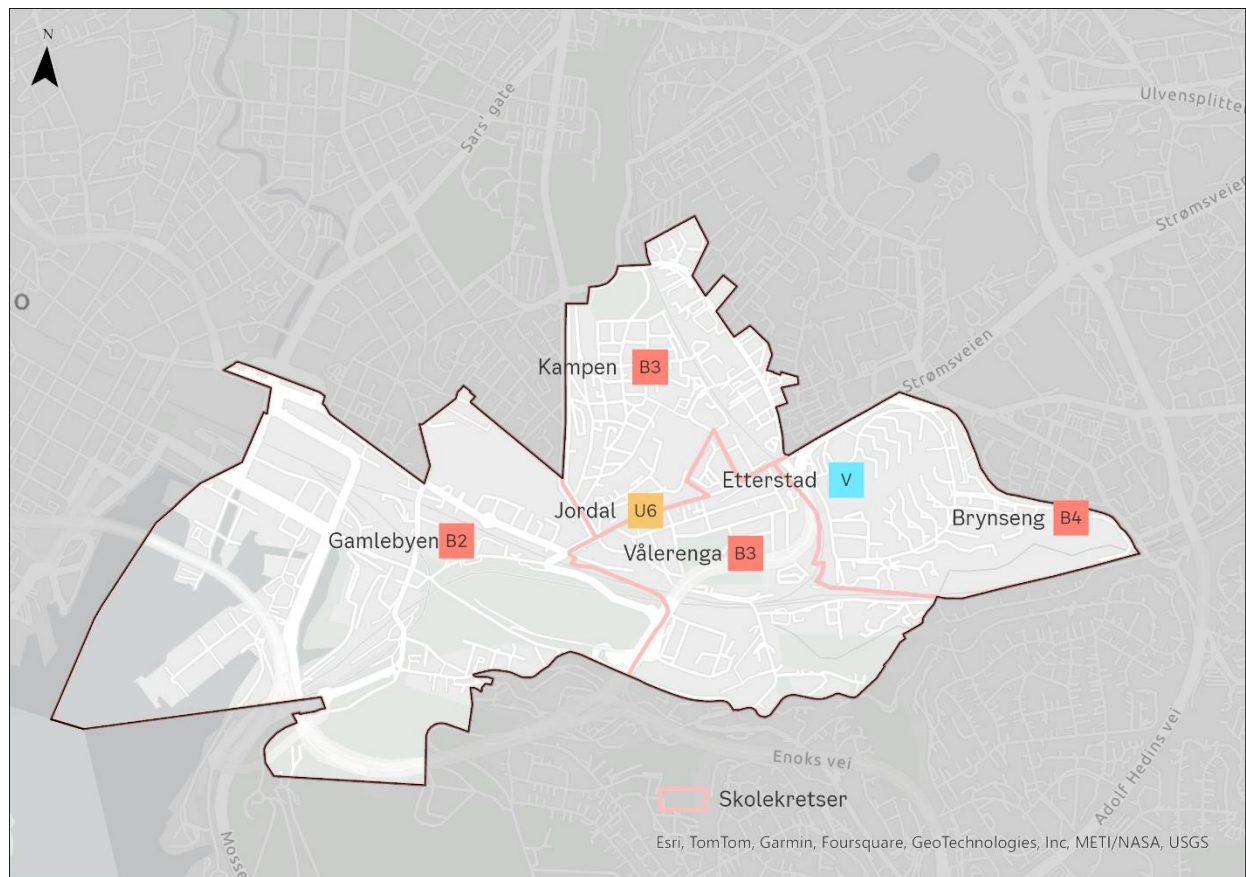 N
Sars' gate
Ulvensplitter
Strømsveien
O
Strømsveien
Kampen B3
Etterstad V
Jordal U6
Brynseng B4
Gamlebyen B2
Vålerenga B3
Enoks vei
Adolf Hedins vei
Mosse
Skolekretser
Esri, TomTom, Garmin, Foursquare, GeoTechnologies, Inc, METI/NASA, USGS